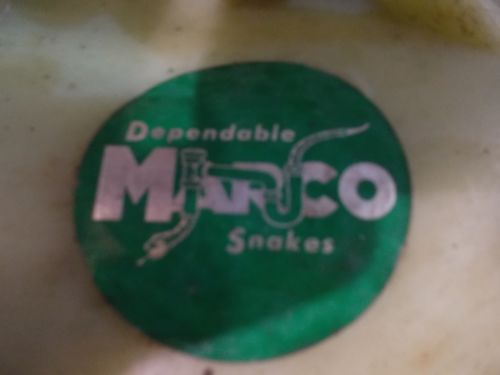 Dependable
MARCO
Snakes